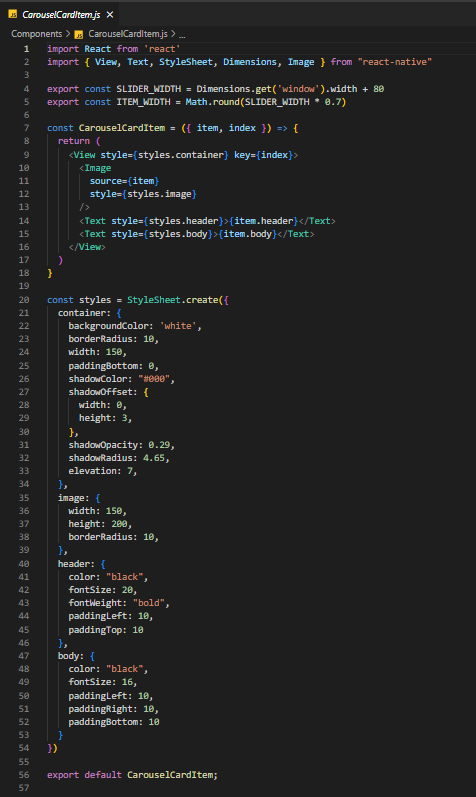 CarouselCardItem.js ×
Components > CarouselCardItem.js > ...
1 import React from 'react'
2 import { View, Text, StyleSheet, Dimensions, Image } from "react-native"
3
4 export const SLIDER_WIDTH = Dimensions.get('window').width + 80
5 export const ITEM_WIDTH = Math.round(SLIDER_WIDTH * 0.7)
6
7 const CarouselCardItem = ({ item, index }) => {
8   return (
9     <View style={styles.container} key={index}>
10       <Image
11         source={item}
12         style={styles.image}
13       />
14       <Text style={styles.header}>{item.header}</Text>
15       <Text style={styles.body}>{item.body}</Text>
16     </View>
17   )
18 }
19
20 const styles = StyleSheet.create({
21   container: {
22     backgroundColor: 'white',
23     borderRadius: 10,
24     width: 150,
25     paddingBottom: 0,
26     shadowColor: "#000",
27     shadowOffset: {
28       width: 0,
29       height: 3,
30     },
31     shadowOpacity: 0.29,
32     shadowRadius: 4.65,
33     elevation: 7,
34   },
35   image: {
36     width: 150,
37     height: 200,
38     borderRadius: 10,
39   },
40   header: {
41     color: "black",
42     fontSize: 20,
43     fontWeight: "bold",
44     paddingLeft: 10,
45     paddingTop: 10
46   },
47   body: {
48     color: "black",
49     fontSize: 16,
50     paddingLeft: 10,
51     paddingRight: 10,
52     paddingBottom: 10
53   }
54 })
55
56 export default CarouselCardItem;
57